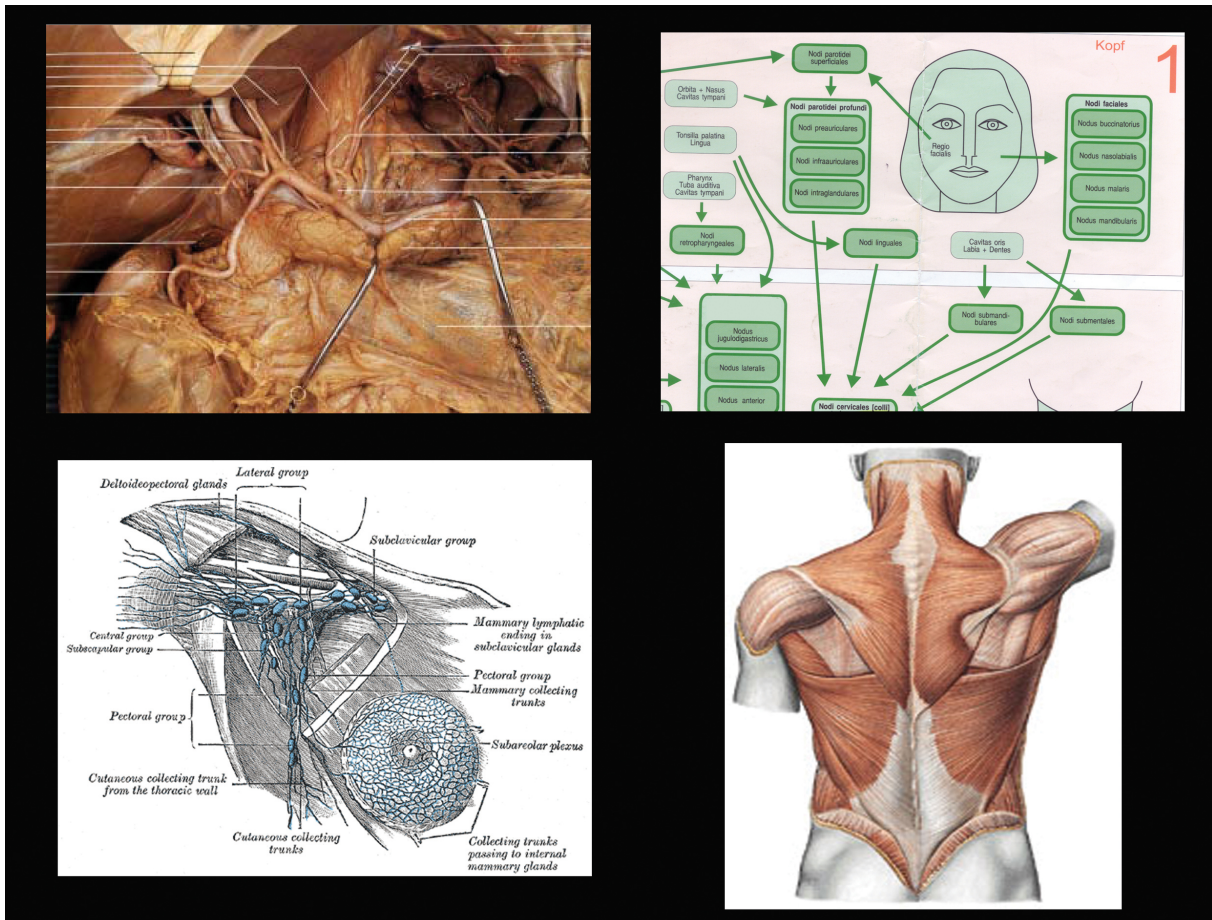 Kopf
1
Nodi parotidei
superficiales
Orbita + Nasus
Cavitas tympani
Nodi parotidei profundi
Nodi faciales
Nodus buccinatorius
Nodi preauriculares
Tonsilla palatina
Lingua
Regio
facialis
Nodus nasolabialis
Nodi infraauriculares
Nodus malaris
Pharynx
Tuba auditiva
Cavitas tympani
Nodi intraglandulares
Nodus mandibularis
Nodi
retropharyngeales
Nodi linguales
Cavitas oris
Labia + Dentes
Nodi submandi-
bulares
Nodi submentales
Nodus
jugulodigastricus
Nodus lateralis
Nodus anterior
Nodi cervicales [colli]
Lateral group
Deltoideopectoral glands
Subclavicular group
Mammary lymphatic
ending in
subclavicular glands
Central group
Subscapular group
Pectoral group
Mammary collecting
trunks
Pectoral group
Subareolar plexus
Cutaneous collecting trunk
from the thoracic wall
Cutaneous collecting
trunks
Collecting trunks
passing to internal
mammary glands